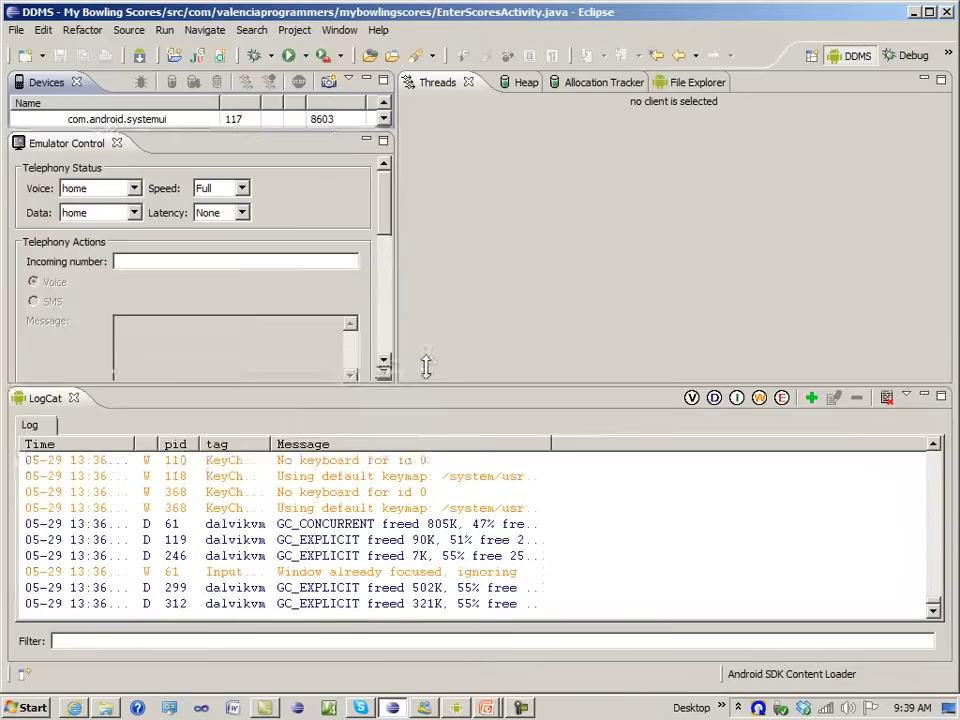 DDMS - My Bowling Scores/src/com/valenciaprogrammers/mybowlingscores/EnterScoresActivity.java - Eclipse
File Edit Refactor Run Source Navigate Search Project Window Help
DDMS Debug »
Devices
Name
com.android.systemui 117 8603
Threads Heap Allocation Tracker File Explorer
no client is selected
Emulator Control
Telephony Status
Voice: home Speed: Full
Data: home Latency: None
Telephony Actions
Incoming number:
Voice
SMS
Message:
LogCat
V D I W E
Log
Time pid tag Message
05-29 13:36... W 110 KeyCh... No keyboard for id 0
05-29 13:36... W 118 KeyCh... Using default keymap: /system/usr..
05-29 13:36... W 368 KeyCh... No keyboard for id 0
05-29 13:36... W 368 KeyCh... Using default keymap: /system/usr..
05-29 13:36... D 61 dalvikvm GC_CONCURRENT freed 805K, 47% fre..
05-29 13:36... D 119 dalvikvm GC_EXPLICIT freed 90K, 51% free 2..
05-29 13:36... D 246 dalvikvm GC_EXPLICIT freed 7K, 55% free 25..
05-29 13:36... W 61 Input... Window already focused, ignoring
05-29 13:36... D 299 dalvikvm GC_EXPLICIT freed 502K, 55% free ..
05-29 13:36... D 312 dalvikvm GC_EXPLICIT freed 321K, 55% free ..
Filter:
Android SDK Content Loader
Start Desktop » 9:39 AM